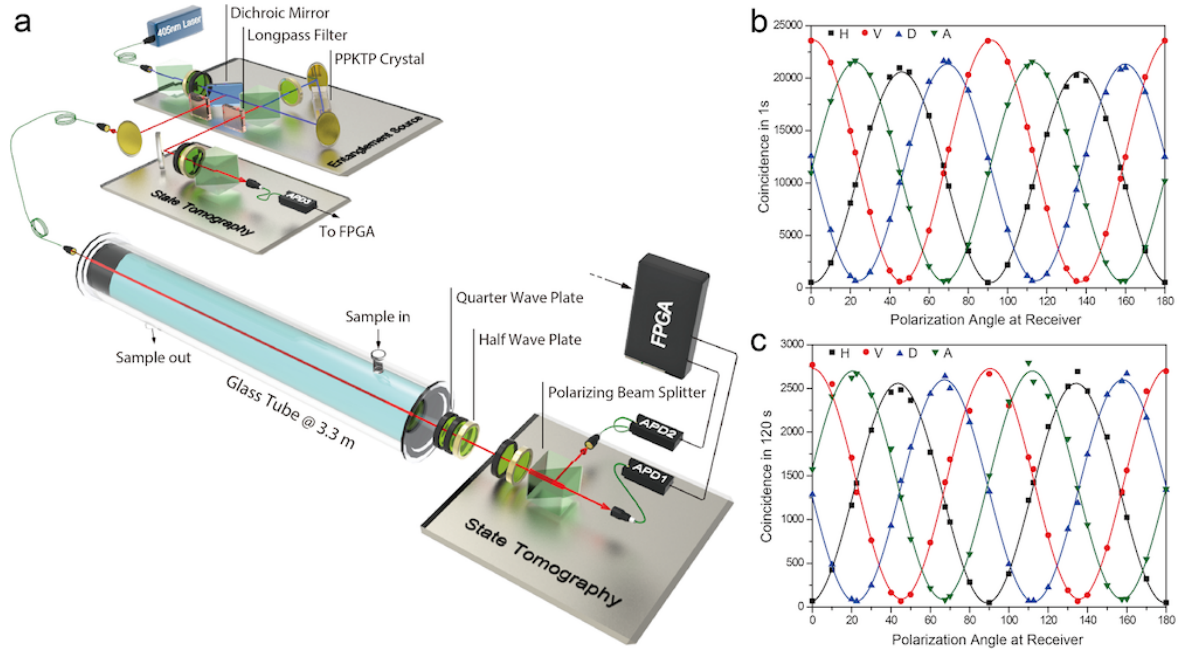 a
405nm Laser
Dichroic Mirror
Longpass Filter
PPKTP Crystal
Entanglement Source
State Tomography
APD3
To FPGA
Sample in
Sample out
Glass Tube @ 3.3 m
Quarter Wave Plate
Half Wave Plate
Polarizing Beam Splitter
FPGA
APD2
APD1
State Tomography
b
H V D A
Coincidence in 1s
25000
20000
15000
10000
5000
0
0 20 40 60 80 100 120 140 160 180
Polarization Angle at Receiver
c
H V D A
Coincidence in 120 s
3000
2500
2000
1500
1000
500
0
0 20 40 60 80 100 120 140 160 180
Polarization Angle at Receiver